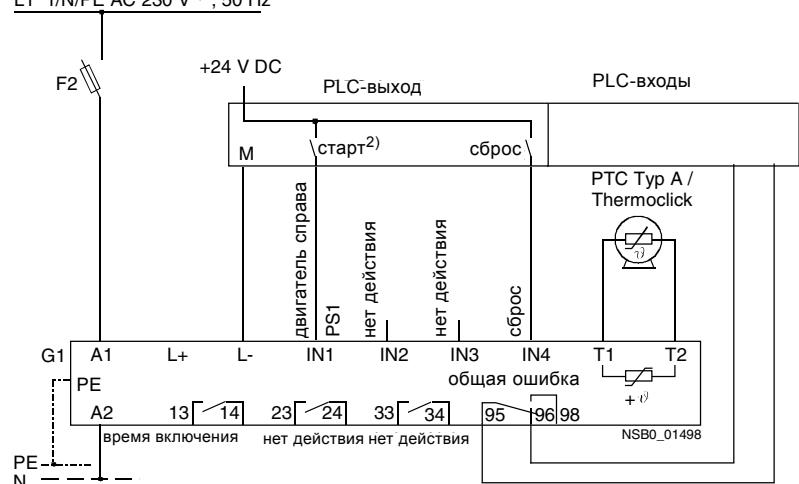 L1 1/N/PE AC 230 V , 50 Hz
F2
+24 V DC
PLC-выход
PLC-входы
M
старт2)
сброс
PTC Typ A /
Thermoclick
ϑ
двигатель справа
PS1
нет действия
нет действия
сброс
G1 A1 L+ L- IN1 IN2 IN3 IN4 T1 T2
PE
общая ошибка
+ ϑ
A2 13 14 23 24 33 34 95 96 98
время включения нет действия нет действия
NSB0_01498
PE
N